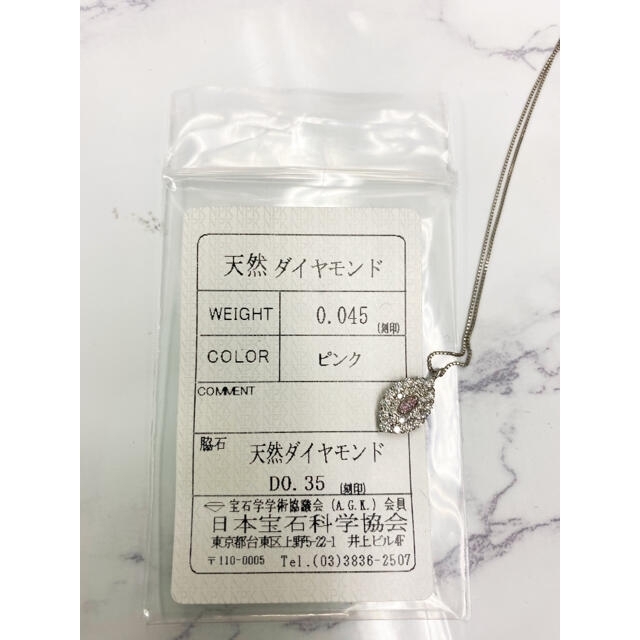 天然 ダイヤモンド
WEIGHT 0.045 (刻印)
COLOR ピンク
COMMENT
脇石 天然ダイヤモンド
D0.35 (刻印)
宝石学学術協議会 (A.G.K.) 会員
日本宝石科学協会
東京都台東区上野5-22-1 井上ビル4F
〒110-0005 Tel.(03)3836-2507